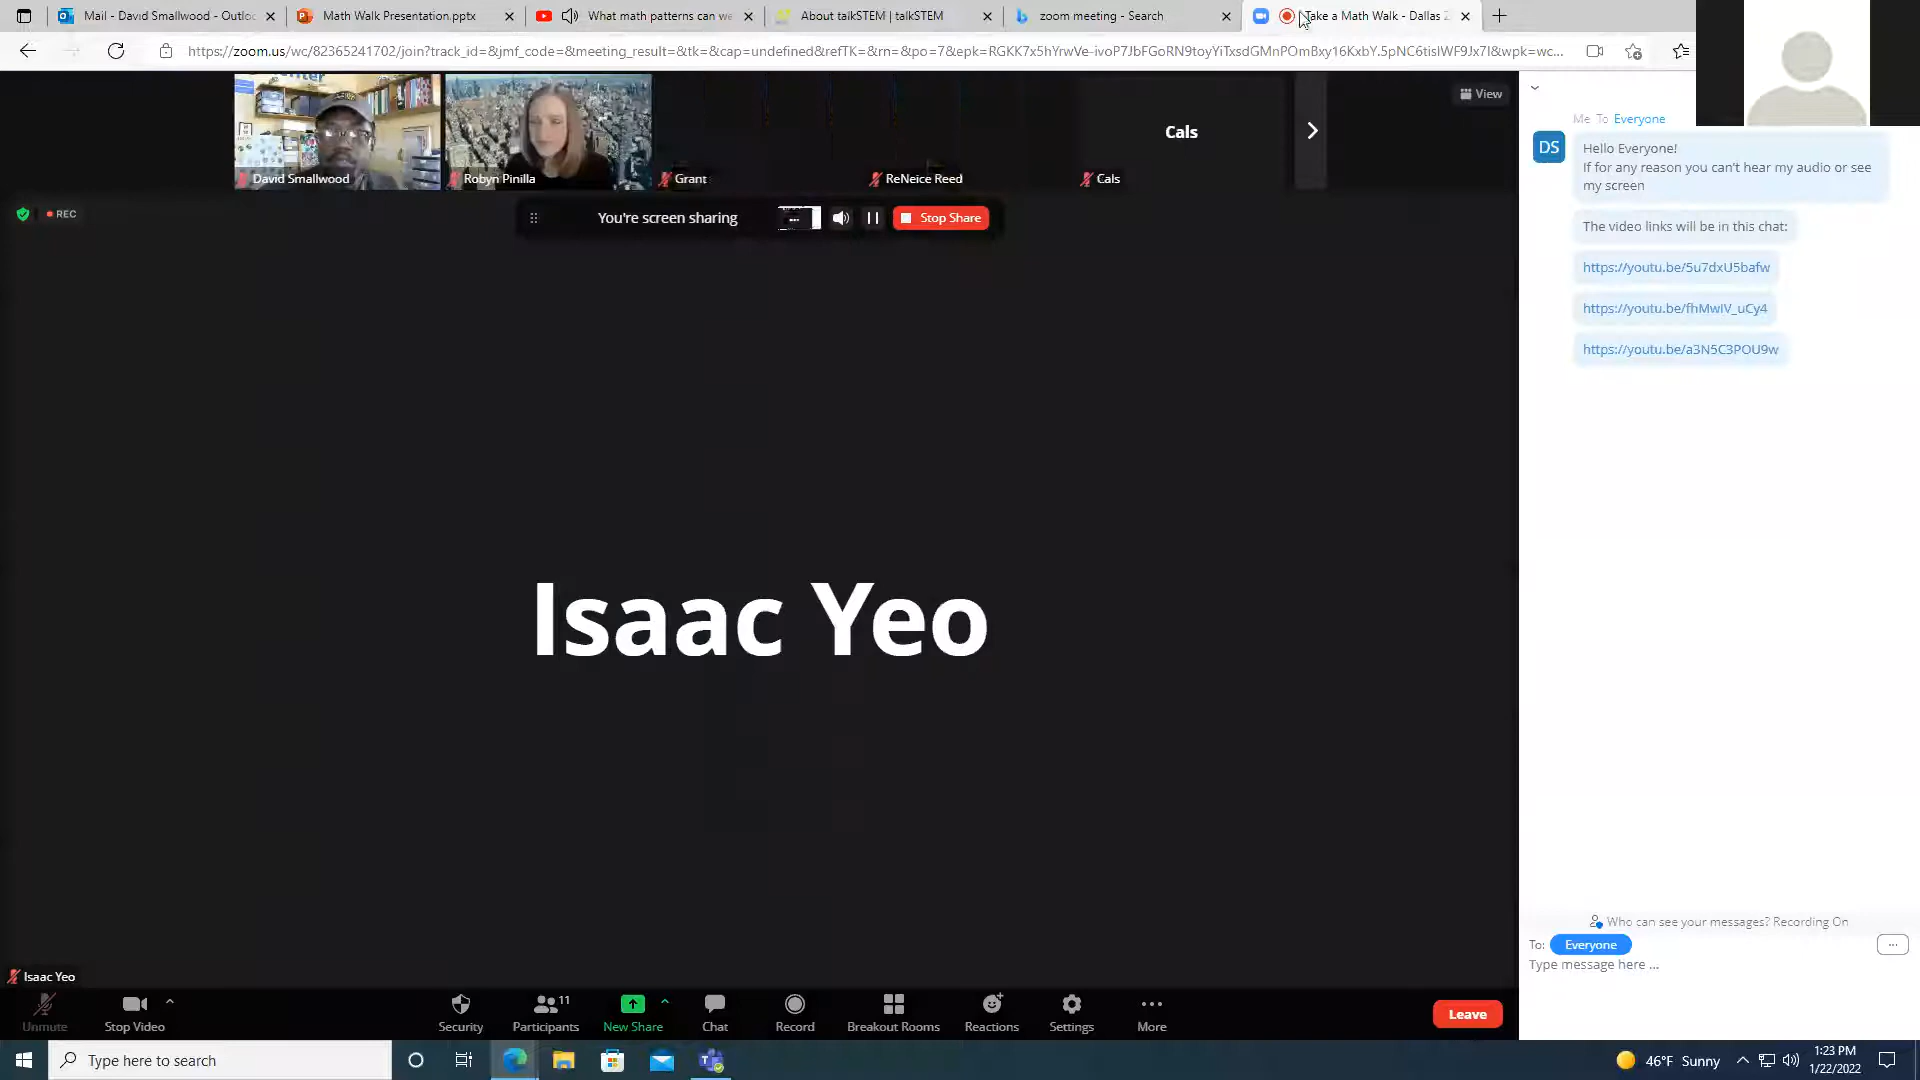 Mail - David Smallwood - Outloo
Math Walk Presentation.pptx
What math patterns can we
About talkSTEM | talkSTEM
zoom meeting - Search
Take a Math Walk - Dallas 2
https://zoom.us/wc/82365241702/join?track_id=&jmf_code=&meeting_result=&tk=&cap=undefined&refTK=&rn=&po=7&epk=RGKK7x5hYrwVe-ivoP7JbFGoRN9toyYiTxsdGMnPOmBxy16KxbY.5pNC6tisIWF9Jx7I&wpk=wc...
David Smallwood
Robyn Pinilla
Grant
ReNeice Reed
Cals
Cals
View
REC
You're screen sharing
Stop Share
Me To Everyone
DS
Hello Everyone!
If for any reason you can't hear my audio or see
my screen
The video links will be in this chat:
https://youtu.be/5u7dxU5bafw
https://youtu.be/fhMwIV_uCy4
https://youtu.be/a3N5C3POU9w
Isaac Yeo
Who can see your messages? Recording On
To: Everyone
Type message here ...
Isaac Yeo
Unmute
Stop Video
Security
Participants
11
New Share
Chat
Record
Breakout Rooms
Reactions
Settings
More
Leave
Type here to search
46°F Sunny
1:23 PM
1/22/2022